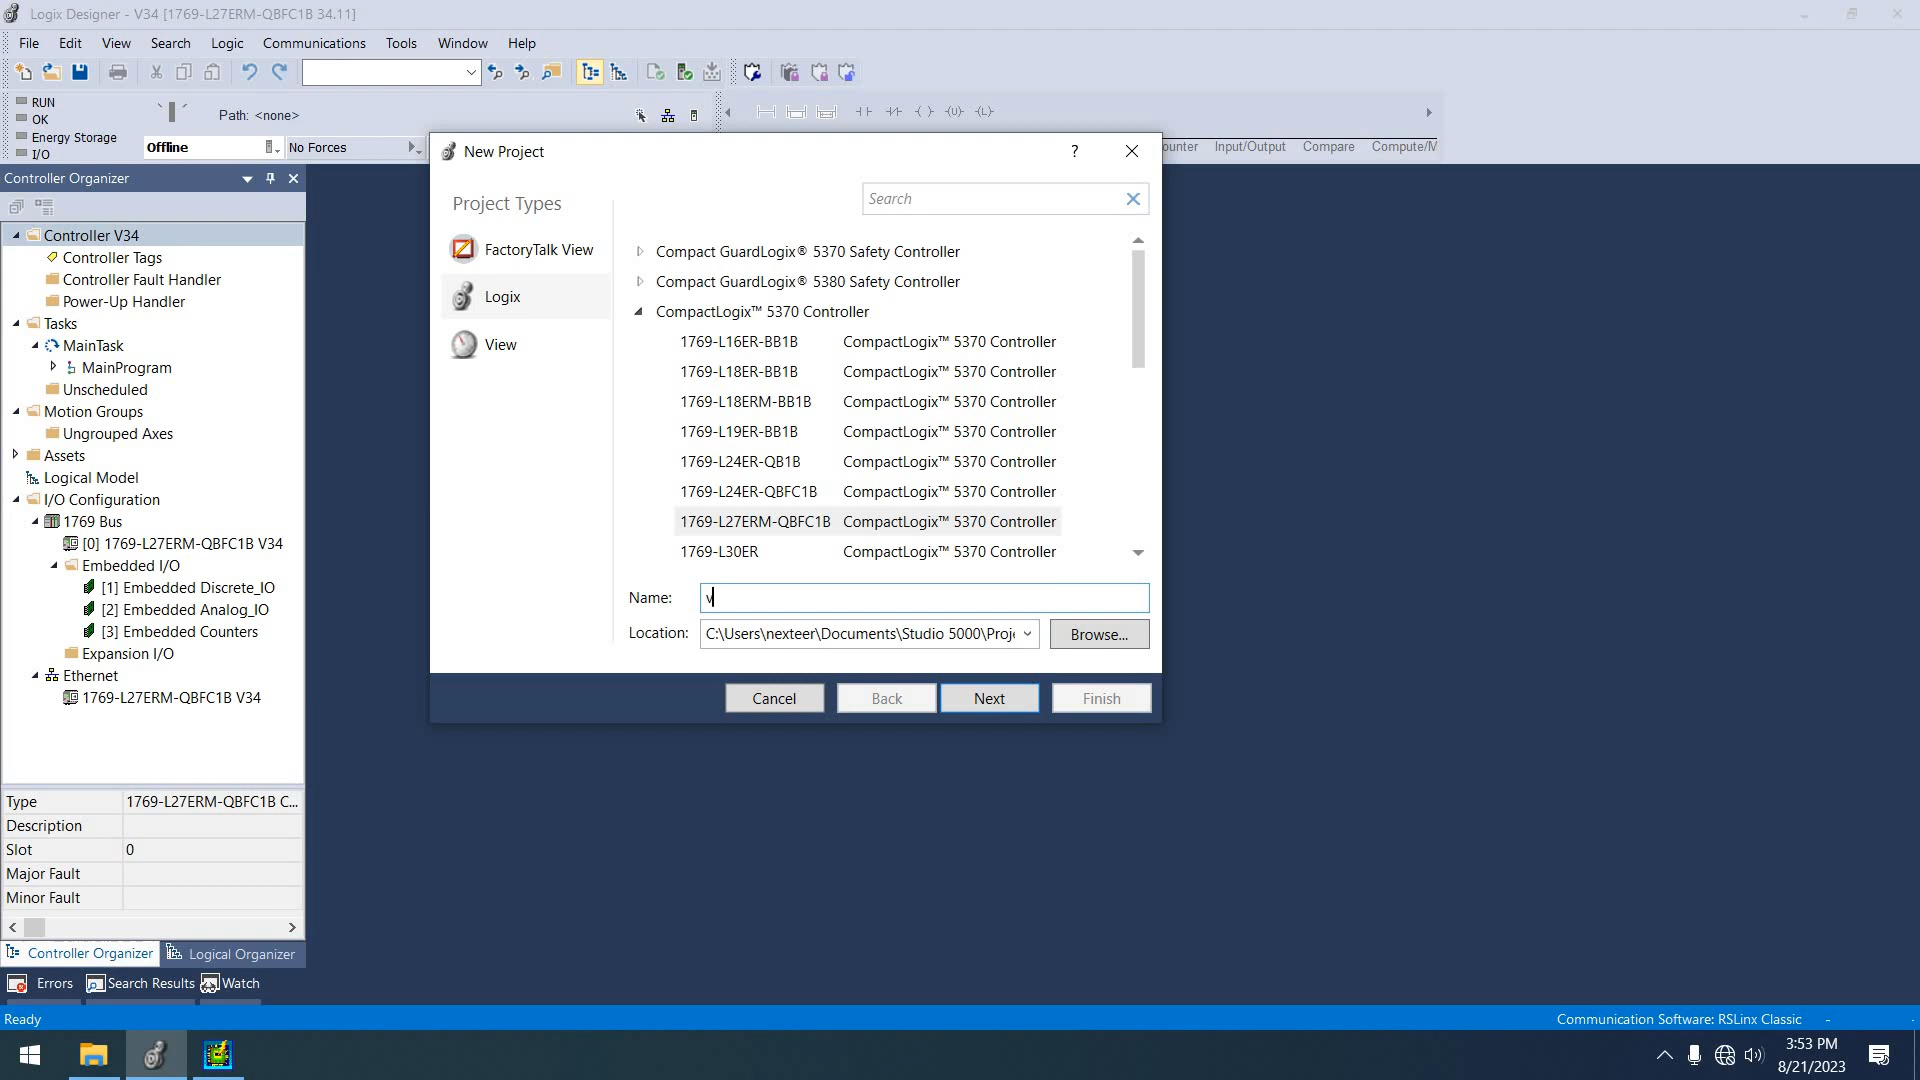 Logix Designer - V34 [1769-L27ERM-QBFC1B 34.11]
File Edit View Search Logic Communications Tools Window Help
RUN
OK
Energy Storage
I/O
Path: <none>
Offline
No Forces
ounter Input/Output Compare Compute/M
Controller Organizer
Controller V34
Controller Tags
Controller Fault Handler
Power-Up Handler
Tasks
MainTask
MainProgram
Unscheduled
Motion Groups
Ungrouped Axes
Assets
Logical Model
I/O Configuration
1769 Bus
[0] 1769-L27ERM-QBFC1B V34
Embedded I/O
[1] Embedded Discrete_IO
[2] Embedded Analog_IO
[3] Embedded Counters
Expansion I/O
Ethernet
1769-L27ERM-QBFC1B V34
Type 1769-L27ERM-QBFC1B C...
Description
Slot 0
Major Fault
Minor Fault
Controller Organizer Logical Organizer
Errors Search Results Watch
New Project
?
Project Types
FactoryTalk View
Logix
View
Search
Compact GuardLogix® 5370 Safety Controller
Compact GuardLogix® 5380 Safety Controller
CompactLogix™ 5370 Controller
1769-L16ER-BB1B CompactLogix™ 5370 Controller
1769-L18ER-BB1B CompactLogix™ 5370 Controller
1769-L18ERM-BB1B CompactLogix™ 5370 Controller
1769-L19ER-BB1B CompactLogix™ 5370 Controller
1769-L24ER-QB1B CompactLogix™ 5370 Controller
1769-L24ER-QBFC1B CompactLogix™ 5370 Controller
1769-L27ERM-QBFC1B CompactLogix™ 5370 Controller
1769-L30ER CompactLogix™ 5370 Controller
Name: v
Location: C:\Users\nexteer\Documents\Studio 5000\Proje Browse...
Cancel Back Next Finish
Ready
Communication Software: RSLinx Classic -
3:53 PM
8/21/2023